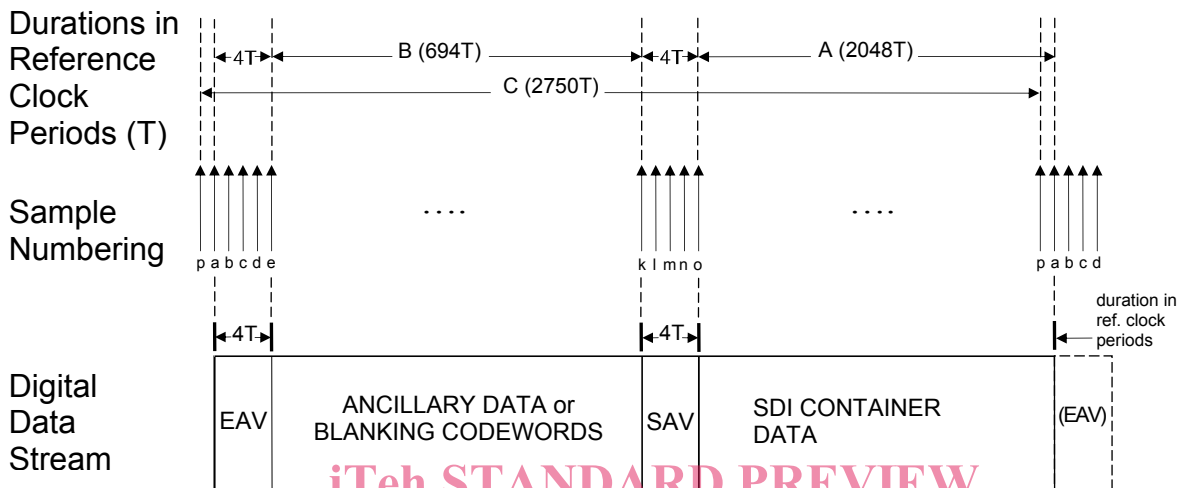 Durations in
Reference
Clock
Periods (T)
4T
B (694T)
4T
A (2048T)
C (2750T)
Sample
Numbering
. . . .
. . . .
p a b c d e
k l m n o
p a b c d
4T
4T
duration in
ref. clock
periods
Digital
Data
Stream
EAV
ANCILLARY DATA or
BLANKING CODEWORDS
SAV
SDI CONTAINER
DATA
(EAV)
iTeh STANDARD PREVIEW